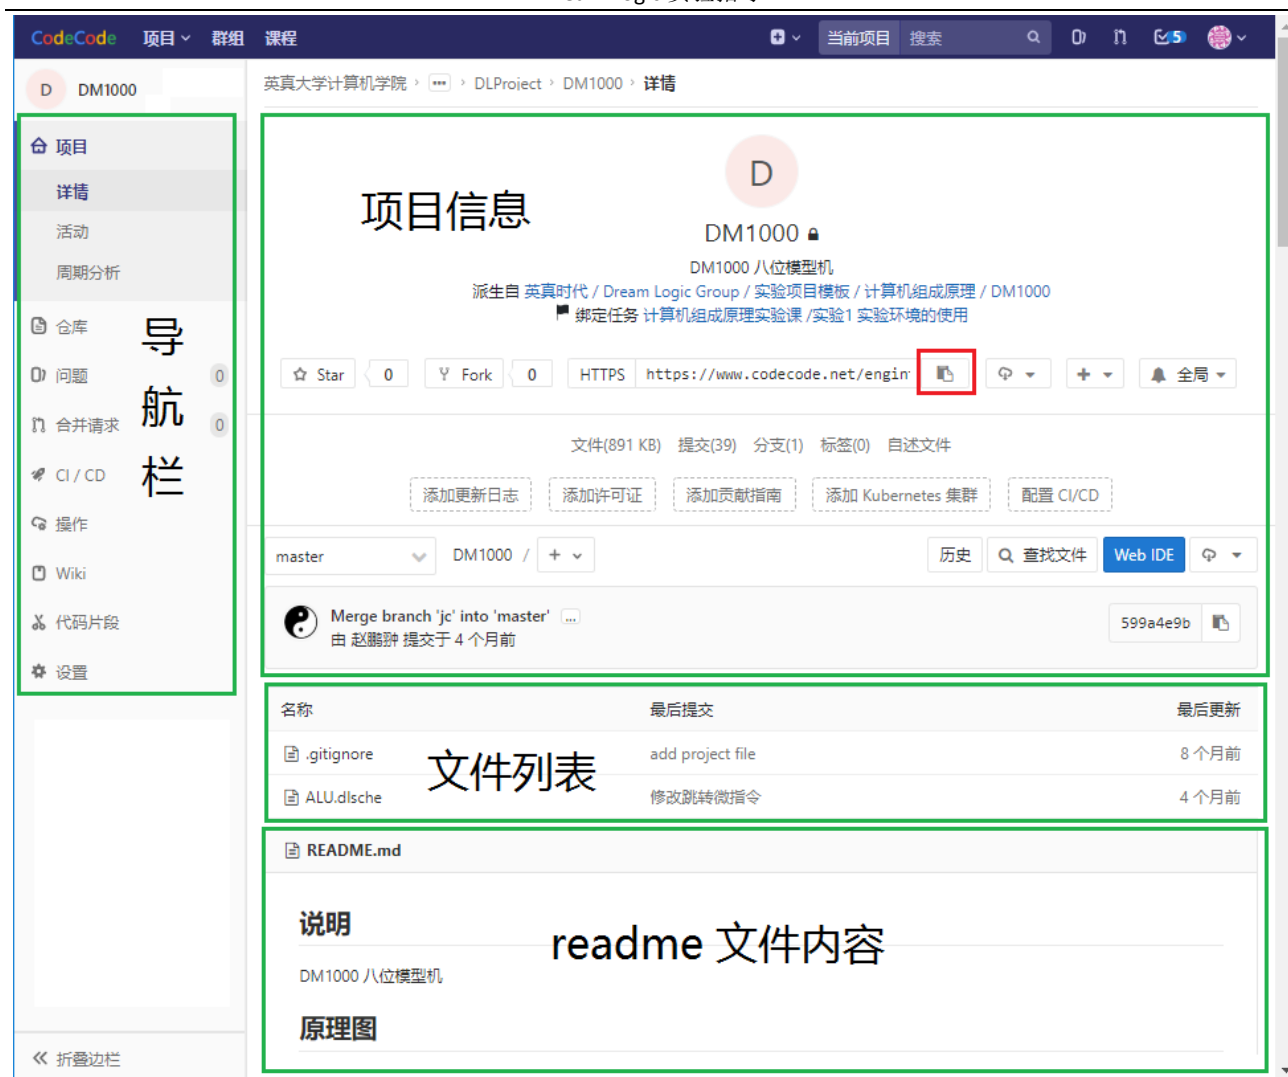 CodeCode 项目 群组 课程 当前项目 搜索 5
D DM1000
英真大学计算机学院 › ••• › DLProject › DM1000 › 详情
项目
详情
活动
周期分析
仓库
问题 0
合并请求 0
CI / CD
操作
Wiki
代码片段
设置
折叠边栏
导航栏
D
项目信息
DM1000
DM1000 八位模型机
派生自 英真时代 / Dream Logic Group / 实验项目模板 / 计算机组成原理 / DM1000
绑定任务 计算机组成原理实验课 /实验1 实验环境的使用
Star 0 Fork 0 HTTPS https://www.codecode.net/engin 全局
文件(891 KB) 提交(39) 分支(1) 标签(0) 自述文件
添加更新日志 添加许可证 添加贡献指南 添加 Kubernetes 集群 配置 CI/CD
master DM1000 / + 历史 查找文件 Web IDE
Merge branch 'jc' into 'master' ...
由 赵鹏翀 提交于 4 个月前
599a4e9b
名称 最后提交 最后更新
.gitignore add project file 8 个月前
文件列表
ALU.dlsche 修改跳转微指令 4 个月前
README.md
说明
readme 文件内容
DM1000 八位模型机
原理图